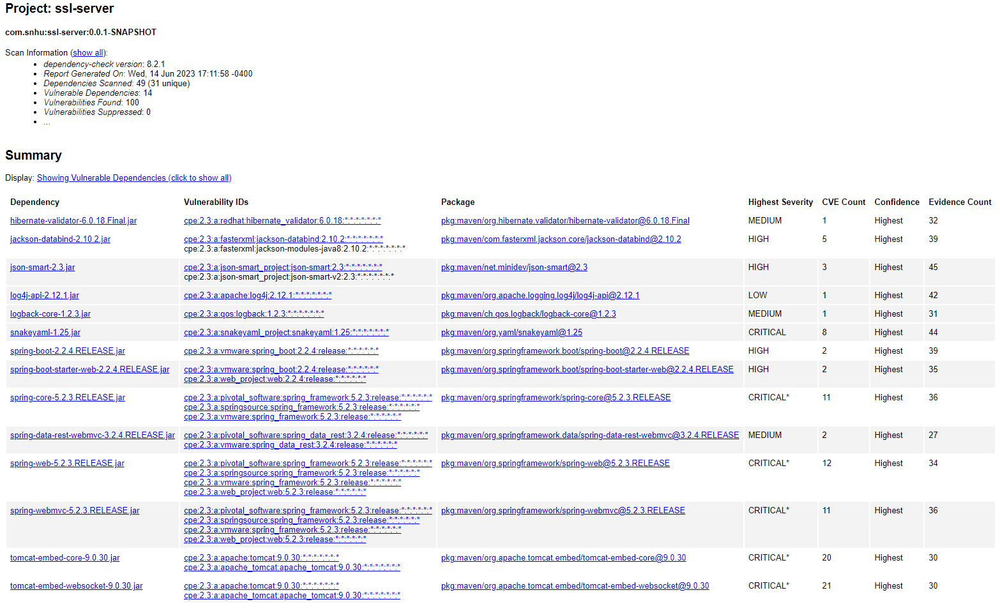 Project: ssl-server
com.snhu:ssl-server:0.0.1-SNAPSHOT
Scan Information (show all):
• dependency-check version: 8.2.1
• Report Generated On: Wed, 14 Jun 2023 17:11:58 -0400
• Dependencies Scanned: 49 (31 unique)
• Vulnerable Dependencies: 14
• Vulnerabilities Found: 100
• Vulnerabilities Suppressed: 0
• ...
Summary
Display: Showing Vulnerable Dependencies (click to show all)
Dependency Vulnerability IDs Package Highest Severity CVE Count Confidence Evidence Count
hibernate-validator-6.0.18.Final.jar cpe:2.3:a:redhat:hibernate_validator:6.0.18:*:*:*:*:*:*:* pkg:maven/org.hibernate.validator/hibernate-validator@6.0.18.Final MEDIUM 1 Highest 32
jackson-databind-2.10.2.jar cpe:2.3:a:fasterxml:jackson-databind:2.10.2:*:*:*:*:*:*:* pkg:maven/com.fasterxml.jackson.core/jackson-databind@2.10.2 HIGH 5 Highest 39
cpe:2.3:a:fasterxml:jackson-modules-java8:2.10.2:*:*:*:*:*:*:*
json-smart-2.3.jar cpe:2.3:a:json-smart_project:json-smart:2.3:*:*:*:*:*:*:* pkg:maven/net.minidev/json-smart@2.3 HIGH 3 Highest 45
cpe:2.3:a:json-smart_project:json-smart-v2:2.3:*:*:*:*:*:*:*
log4j-api-2.12.1.jar cpe:2.3:a:apache:log4j:2.12.1:*:*:*:*:*:*:* pkg:maven/org.apache.logging.log4j/log4j-api@2.12.1 LOW 1 Highest 42
logback-core-1.2.3.jar cpe:2.3:a:qos:logback:1.2.3:*:*:*:*:*:*:* pkg:maven/ch.qos.logback/logback-core@1.2.3 MEDIUM 1 Highest 31
snakeyaml-1.25.jar cpe:2.3:a:snakeyaml_project:snakeyaml:1.25:*:*:*:*:*:*:* pkg:maven/org.yaml/snakeyaml@1.25 CRITICAL 8 Highest 44
spring-boot-2.2.4.RELEASE.jar cpe:2.3:a:vmware:spring_boot:2.2.4:release:*:*:*:*:*:* pkg:maven/org.springframework.boot/spring-boot@2.2.4.RELEASE HIGH 2 Highest 39
spring-boot-starter-web-2.2.4.RELEASE.jar cpe:2.3:a:vmware:spring_boot:2.2.4:release:*:*:*:*:*:* pkg:maven/org.springframework.boot/spring-boot-starter-web@2.2.4.RELEASE HIGH 2 Highest 35
cpe:2.3:a:web_project:web:2.2.4:release:*:*:*:*:*:*
spring-core-5.2.3.RELEASE.jar cpe:2.3:a:pivotal_software:spring_framework:5.2.3:release:*:*:*:*:*:* pkg:maven/org.springframework/spring-core@5.2.3.RELEASE CRITICAL* 11 Highest 36
cpe:2.3:a:springsource:spring_framework:5.2.3:release:*:*:*:*:*:*
cpe:2.3:a:vmware:spring_framework:5.2.3:release:*:*:*:*:*:*
spring-data-rest-webmvc-3.2.4.RELEASE.jar cpe:2.3:a:pivotal_software:spring_data_rest:3.2.4:release:*:*:*:*:*:* pkg:maven/org.springframework.data/spring-data-rest-webmvc@3.2.4.RELEASE MEDIUM 2 Highest 27
cpe:2.3:a:vmware:spring_data_rest:3.2.4:release:*:*:*:*:*:*
spring-web-5.2.3.RELEASE.jar cpe:2.3:a:pivotal_software:spring_framework:5.2.3:release:*:*:*:*:*:* pkg:maven/org.springframework/spring-web@5.2.3.RELEASE CRITICAL* 12 Highest 34
cpe:2.3:a:springsource:spring_framework:5.2.3:release:*:*:*:*:*:*
cpe:2.3:a:vmware:spring_framework:5.2.3:release:*:*:*:*:*:*
cpe:2.3:a:web_project:web:5.2.3:release:*:*:*:*:*:*
spring-webmvc-5.2.3.RELEASE.jar cpe:2.3:a:pivotal_software:spring_framework:5.2.3:release:*:*:*:*:*:* pkg:maven/org.springframework/spring-webmvc@5.2.3.RELEASE CRITICAL* 11 Highest 36
cpe:2.3:a:springsource:spring_framework:5.2.3:release:*:*:*:*:*:*
cpe:2.3:a:vmware:spring_framework:5.2.3:release:*:*:*:*:*:*
cpe:2.3:a:web_project:web:5.2.3:release:*:*:*:*:*:*
tomcat-embed-core-9.0.30.jar cpe:2.3:a:apache:tomcat:9.0.30:*:*:*:*:*:*:* pkg:maven/org.apache.tomcat.embed/tomcat-embed-core@9.0.30 CRITICAL* 20 Highest 30
cpe:2.3:a:apache_tomcat:apache_tomcat:9.0.30:*:*:*:*:*:*:*
tomcat-embed-websocket-9.0.30.jar cpe:2.3:a:apache:tomcat:9.0.30:*:*:*:*:*:*:* pkg:maven/org.apache.tomcat.embed/tomcat-embed-websocket@9.0.30 CRITICAL* 21 Highest 30
cpe:2.3:a:apache_tomcat:apache_tomcat:9.0.30:*:*:*:*:*:*:*